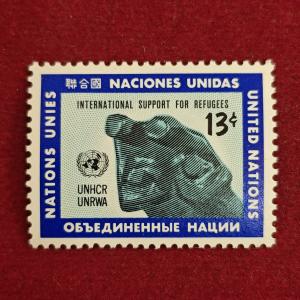 聯合國 NACIONES UNIDAS
NATIONS UNIES
INTERNATIONAL SUPPORT FOR REFUGEES
13¢
UNHCR
UNRWA
UNITED NATIONS
ОБЪЕДИНЕННЫЕ НАЦИИ